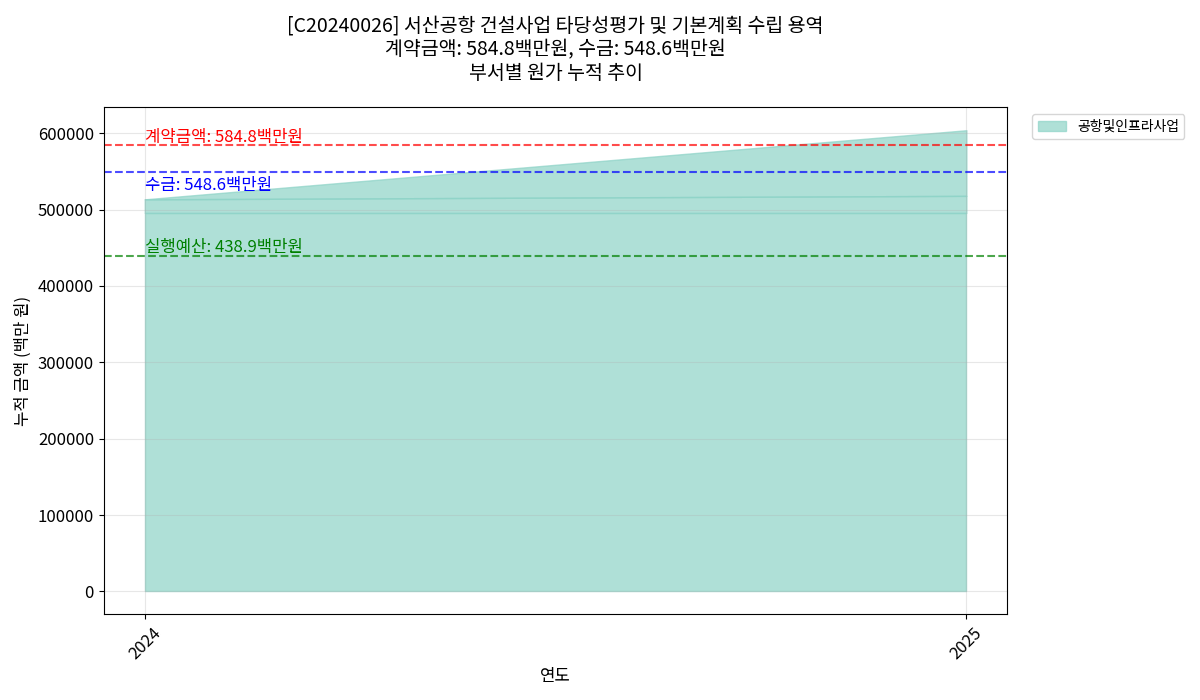 [C20240026] 서산공항 건설사업 타당성평가 및 기본계획 수립 용역
계약금액: 584.8백만원, 수금: 548.6백만원
부서별 원가 누적 추이
공항및인프라사업
계약금액: 584.8백만원
수금: 548.6백만원
실행예산: 438.9백만원
600000
500000
400000
300000
200000
100000
0
누적 금액 (백만 원)
2024
2025
연도